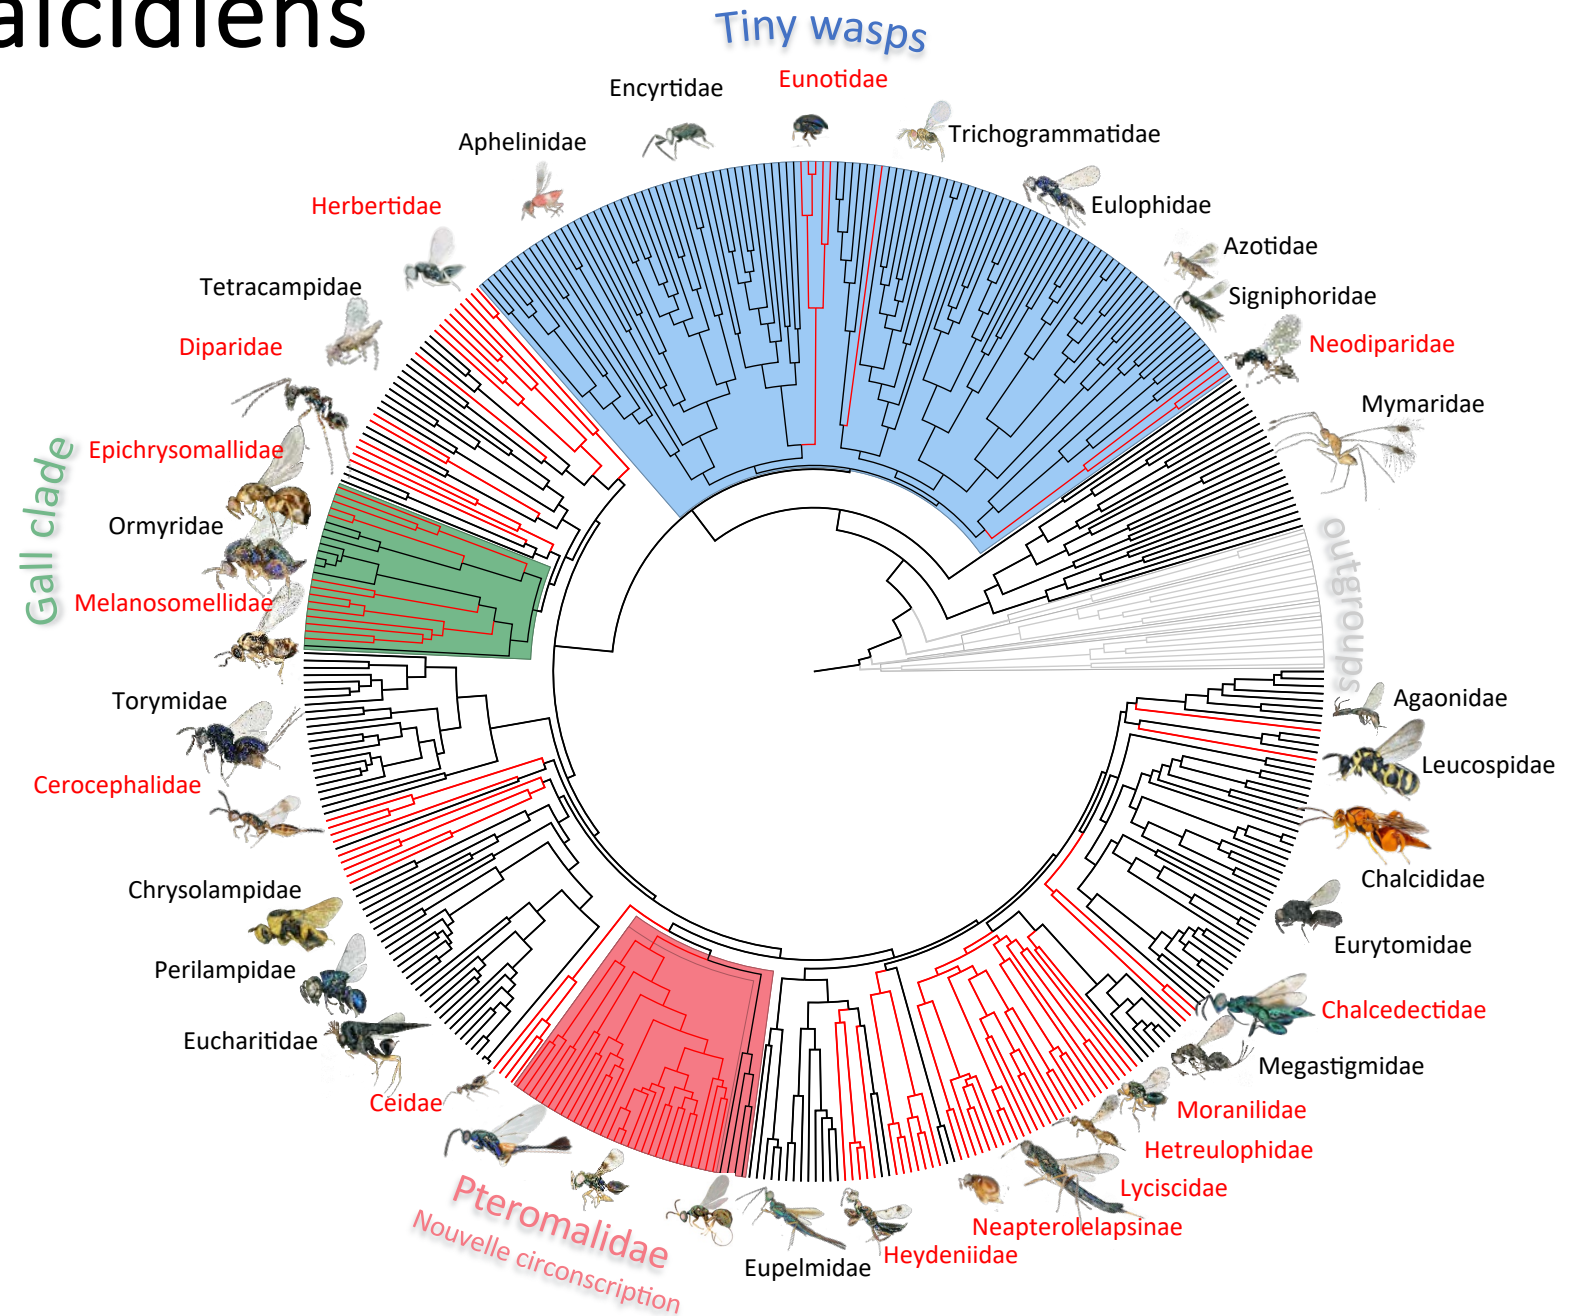 alcidiens
Tiny wasps
Encyrtidae
Eunotidae
Aphelinidae
Trichogrammatidae
Herbertidae
Eulophidae
Azotidae
Tetracampidae
Signiphoridae
Diparidae
Neodiparidae
Mymaridae
Gall clade
Epichrysomallidae
Ormyridae
outgroups
Melanosomellidae
Torymidae
Agaonidae
Cerocephalidae
Leucospidae
Chrysolampidae
Chalcididae
Perilampidae
Eurytomidae
Eucharitidae
Chalcedectidae
Megastigmidae
Ceidae
Moranilidae
Hetreulophidae
Lyciscidae
Pteromalidae
Nouvelle circonscription
Neapterolelapsinae
Heydeniidae
Eupelmidae